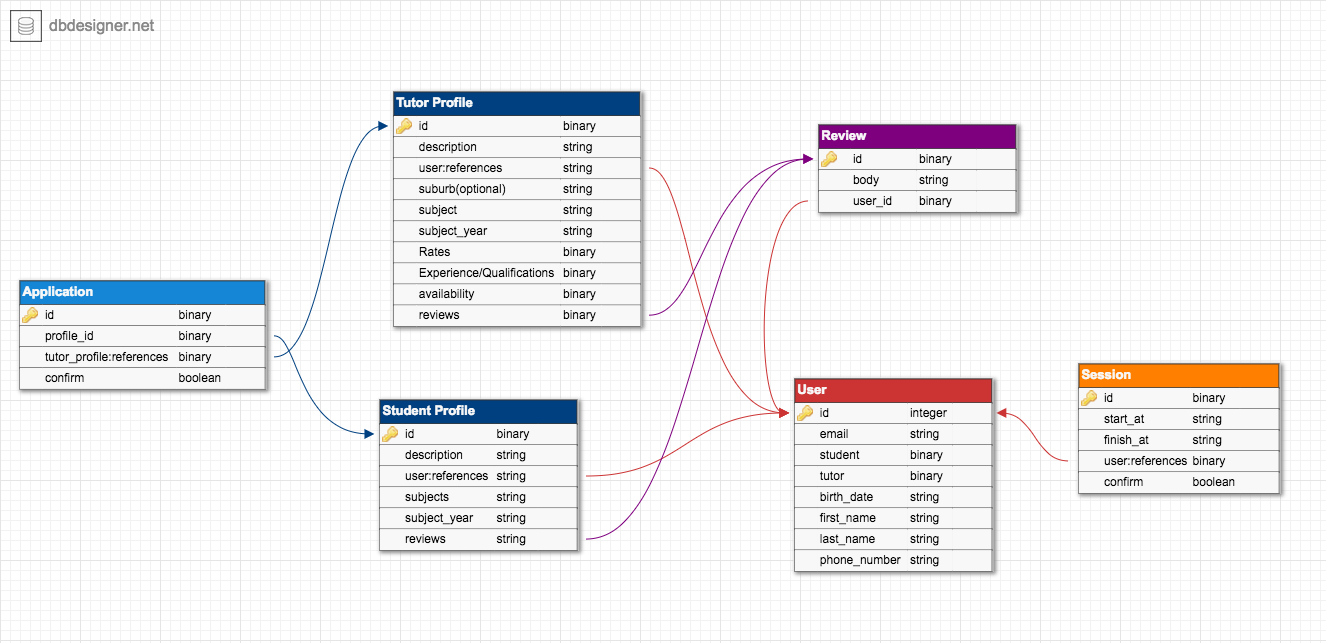 dbdesigner.net
Tutor Profile
id binary
description string
user:references string
suburb(optional) string
subject string
subject_year string
Rates binary
Experience/Qualifications binary
availability binary
reviews binary
Review
id binary
body string
user_id binary
Application
id binary
profile_id binary
tutor_profile:references binary
confirm boolean
Student Profile
id binary
description string
user:references string
subjects string
subject_year string
reviews string
User
id integer
email string
student binary
tutor binary
birth_date string
first_name string
last_name string
phone_number string
Session
id binary
start_at string
finish_at string
user:references binary
confirm boolean